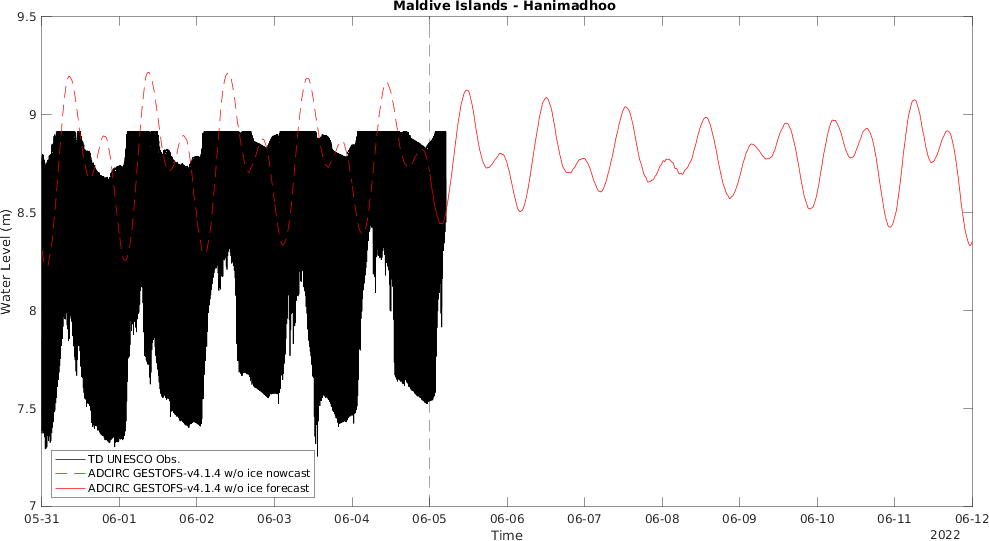 Maldive Islands - Hanimadhoo
9.5
9
8.5
8
7.5
7
Water Level (m)
TD UNESCO Obs.
ADCIRC GESTOFS-v4.1.4 w/o ice nowcast
ADCIRC GESTOFS-v4.1.4 w/o ice forecast
05-31 06-01 06-02 06-03 06-04 06-05 06-06 06-07 06-08 06-09 06-10 06-11 06-12
Time
2022